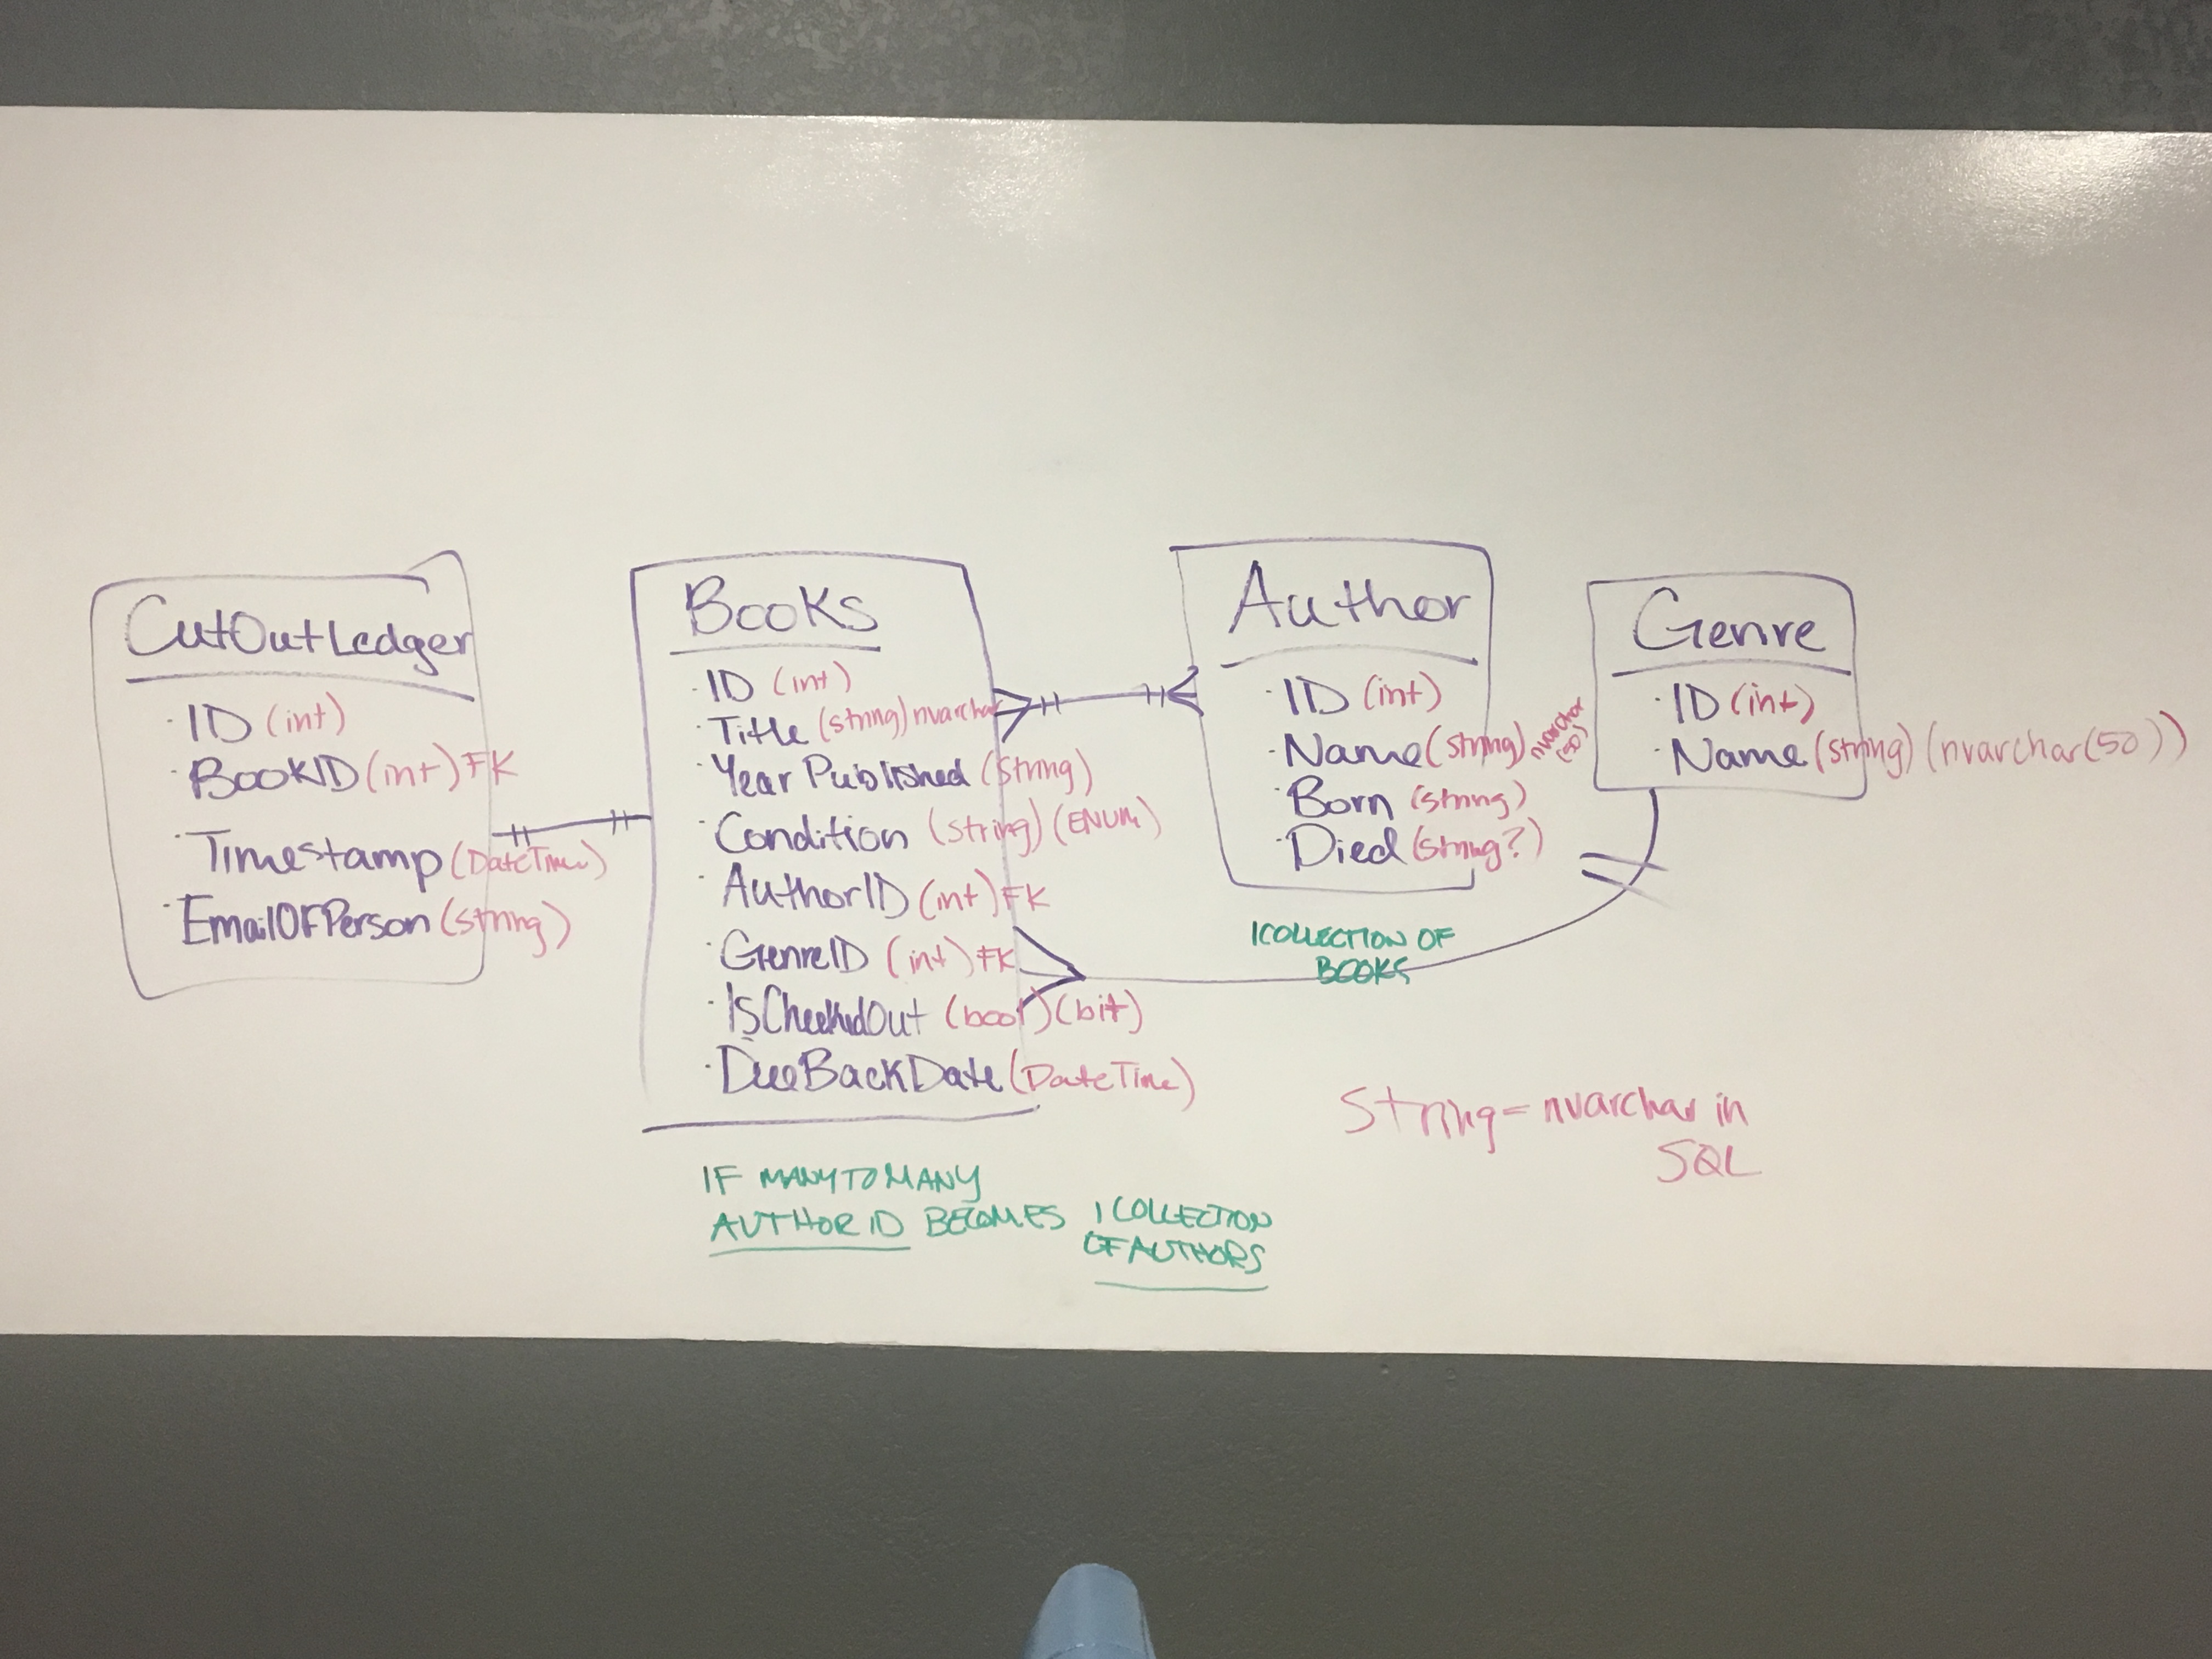 CutOutLedger
· ID (int)
· BookID (int) FK
· Timestamp (DateTime)
· EmailOfPerson (string)
Books
· ID (int)
· Title (string) nvarchar
· Year Published (string)
· Condition (string) (ENUM)
· AuthorID (int) FK
· GenreID (int) FK
· IsCheckedOut (bool) (bit)
· DueBackDate (DateTime)
Author
· ID (int)
· Name (string) nvarchar (50)
· Born (string)
· Died (string?)
ICOLLECTION OF
BOOKS
Genre
· ID (int)
· Name (string) (nvarchar(50))
String = nvarchar in
SQL
IF MANY TO MANY
AUTHOR ID BECOMES ICOLLECTION
OF AUTHORS